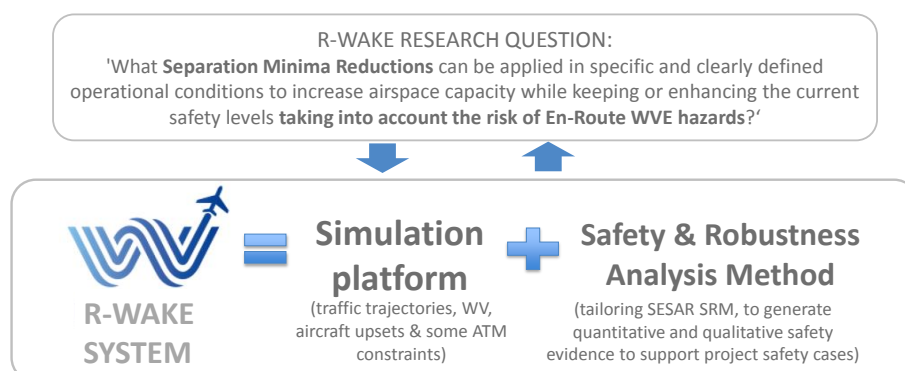 R-WAKE RESEARCH QUESTION:
'What Separation Minima Reductions can be applied in specific and clearly defined
operational conditions to increase airspace capacity while keeping or enhancing the current
safety levels taking into account the risk of En-Route WVE hazards?‘
R-WAKE
SYSTEM
Simulation
platform
(traffic trajectories, WV,
aircraft upsets & some ATM
constraints)
Safety & Robustness
Analysis Method
(tailoring SESAR SRM, to generate
quantitative and qualitative safety
evidence to support project safety cases)